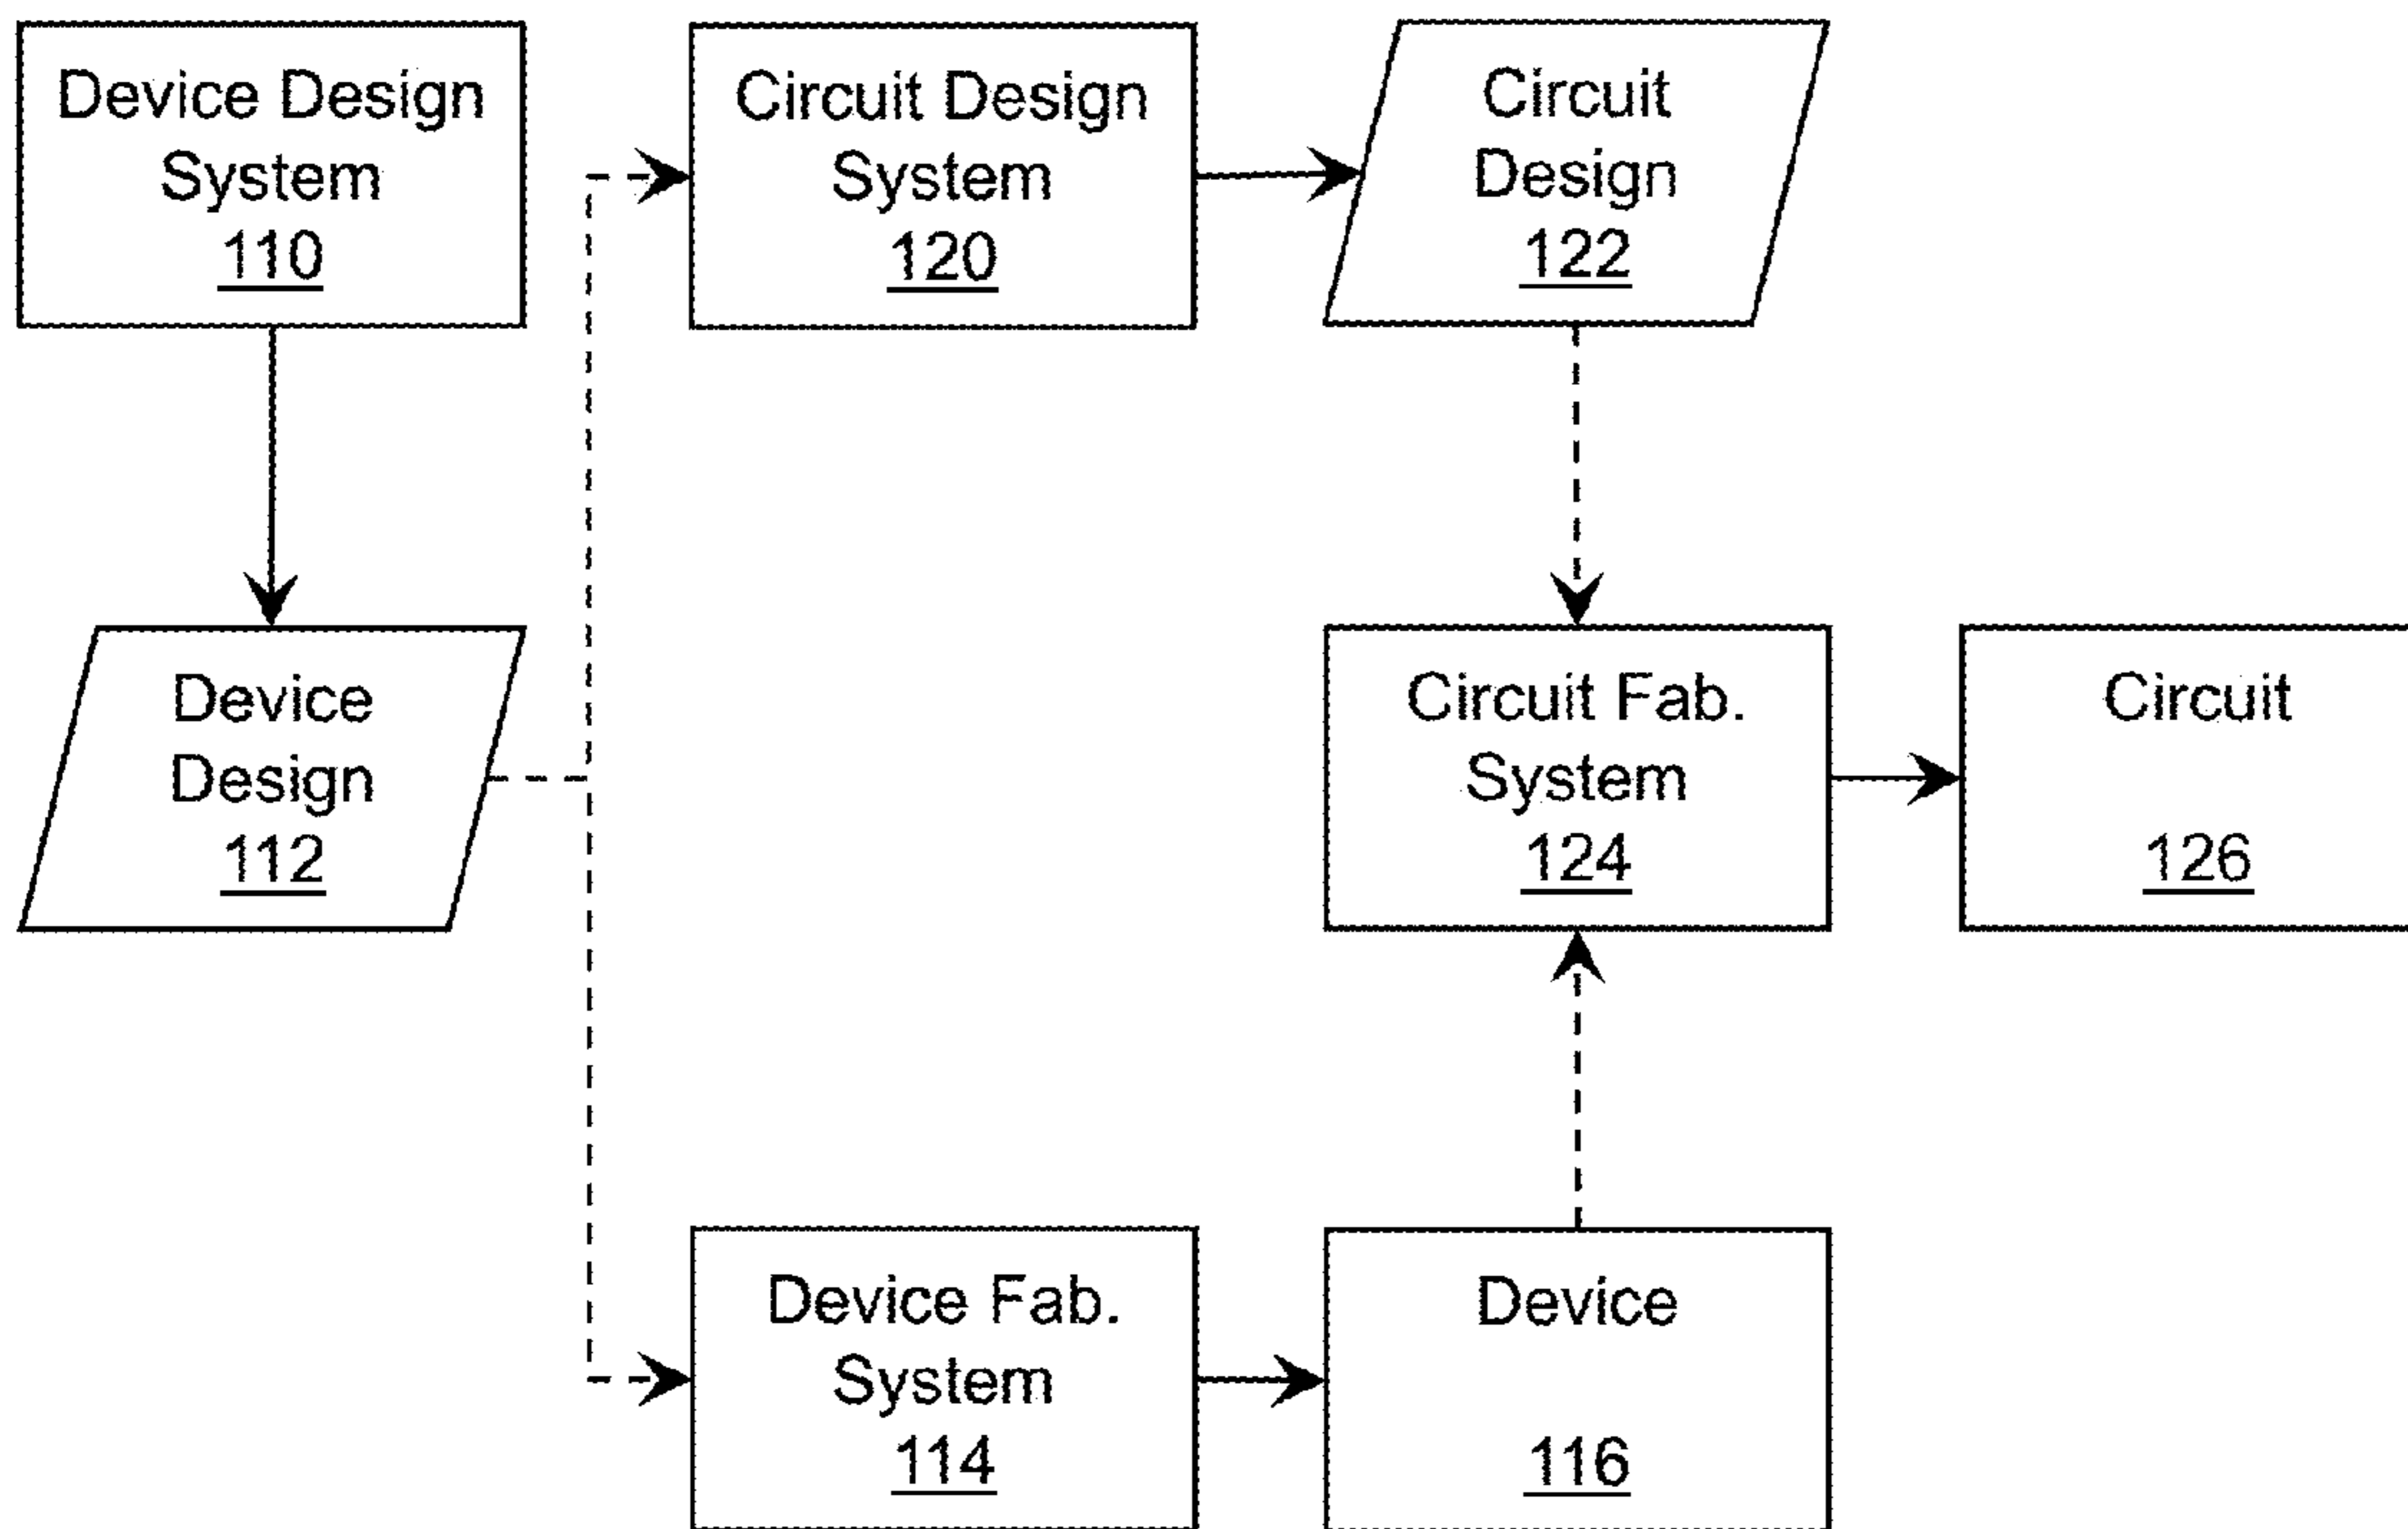 Device Design
System
110
Circuit Design
System
120
Circuit
Design
122
Device
Design
112
Circuit Fab.
System
124
Circuit
126
Device Fab.
System
114
Device
116